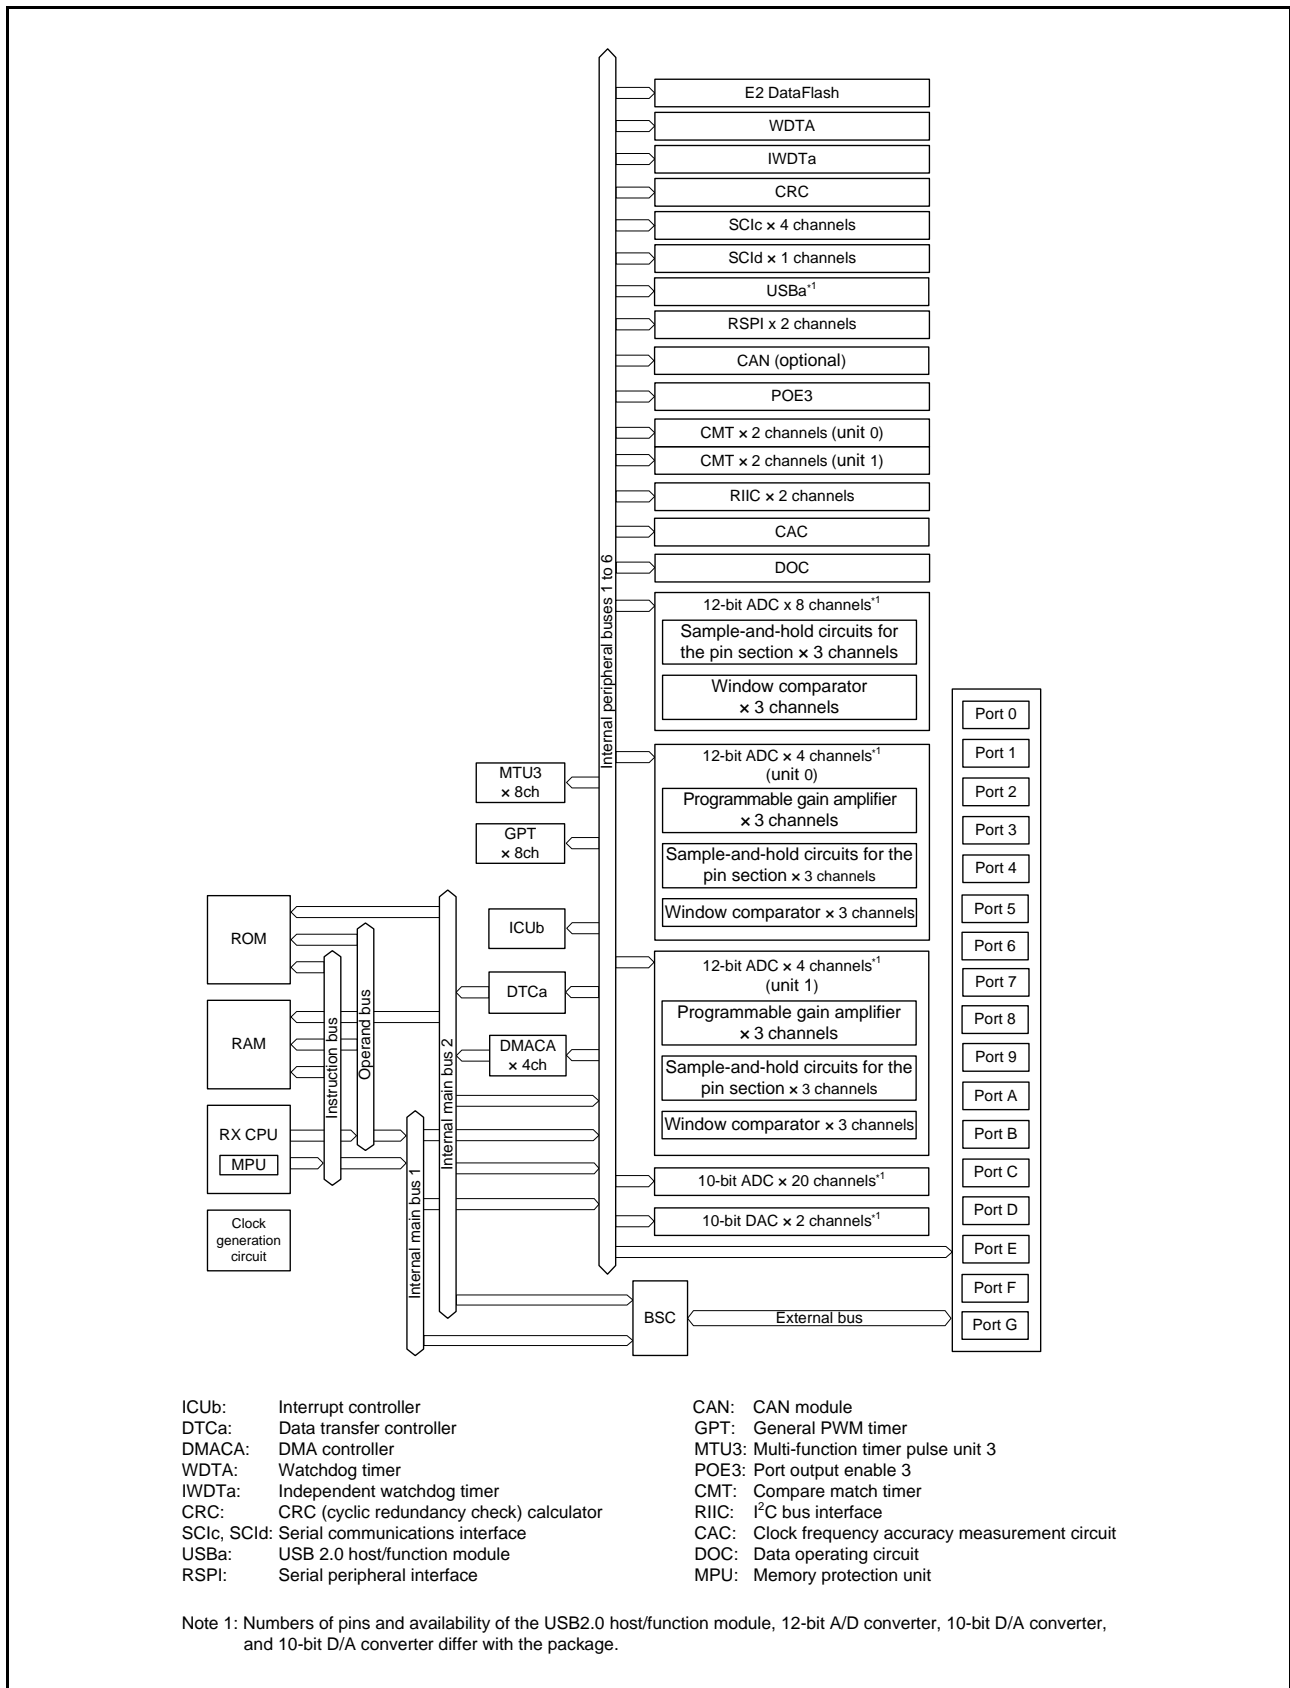 E2 DataFlash
WDTA
IWDTa
CRC
SCIc × 4 channels
SCId × 1 channels
USBa*1
RSPI x 2 channels
CAN (optional)
POE3
CMT × 2 channels (unit 0)
CMT × 2 channels (unit 1)
RIIC × 2 channels
CAC
DOC
Internal peripheral buses 1 to 6
12-bit ADC x 8 channels*1
Sample-and-hold circuits for
the pin section × 3 channels
Window comparator
× 3 channels
12-bit ADC × 4 channels*1
(unit 0)
Programmable gain amplifier
× 3 channels
Sample-and-hold circuits for the
pin section × 3 channels
Window comparator × 3 channels
12-bit ADC × 4 channels*1
(unit 1)
Programmable gain amplifier
× 3 channels
Sample-and-hold circuits for the
pin section × 3 channels
Window comparator × 3 channels
10-bit ADC × 20 channels*1
10-bit DAC × 2 channels*1
Port 0
Port 1
Port 2
Port 3
Port 4
Port 5
Port 6
Port 7
Port 8
Port 9
Port A
Port B
Port C
Port D
Port E
Port F
Port G
MTU3
× 8ch
GPT
× 8ch
ICUb
DTCa
DMACA
× 4ch
ROM
RAM
RX CPU
MPU
Clock
generation
circuit
Instruction bus
Operand bus
Internal main bus 1
Internal main bus 2
BSC
External bus
ICUb: Interrupt controller
DTCa: Data transfer controller
DMACA: DMA controller
WDTA: Watchdog timer
IWDTa: Independent watchdog timer
CRC: CRC (cyclic redundancy check) calculator
SCIc, SCId: Serial communications interface
USBa: USB 2.0 host/function module
RSPI: Serial peripheral interface
CAN: CAN module
GPT: General PWM timer
MTU3: Multi-function timer pulse unit 3
POE3: Port output enable 3
CMT: Compare match timer
RIIC: I2C bus interface
CAC: Clock frequency accuracy measurement circuit
DOC: Data operating circuit
MPU: Memory protection unit
Note 1: Numbers of pins and availability of the USB2.0 host/function module, 12-bit A/D converter, 10-bit D/A converter,
and 10-bit D/A converter differ with the package.